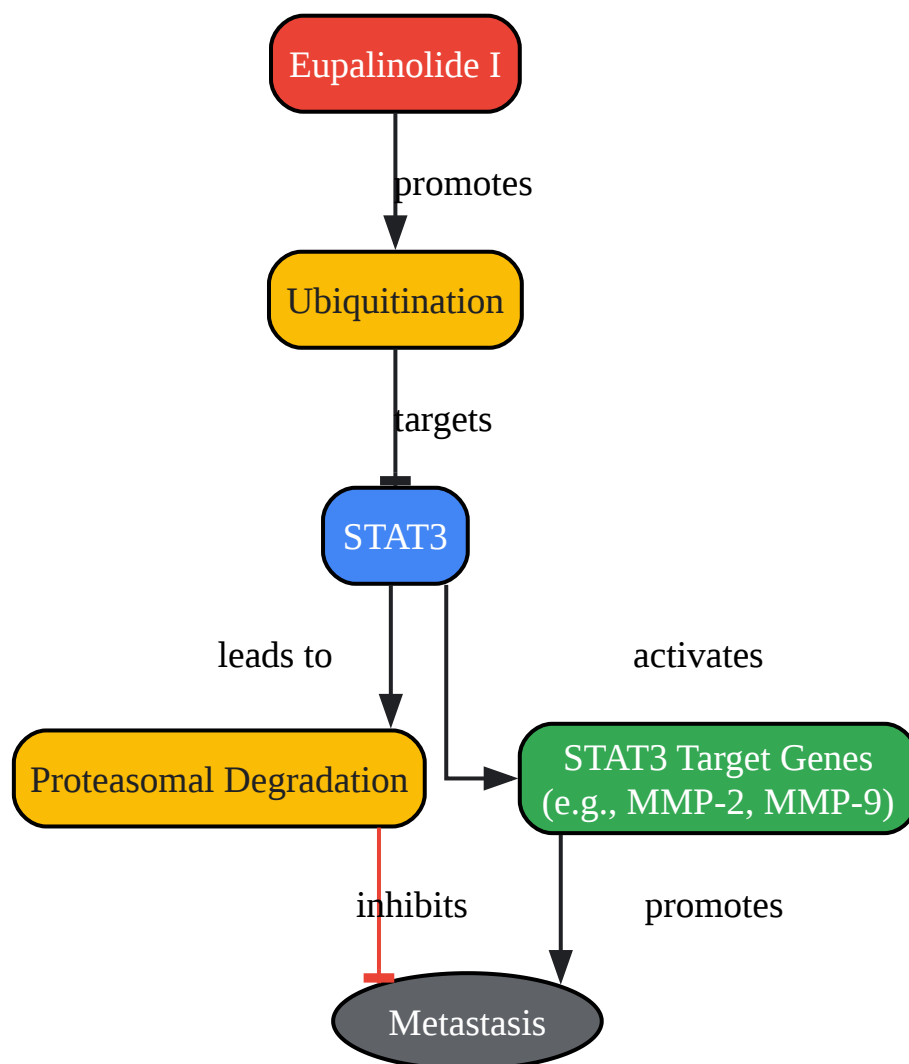 Eupalinolide I
promotes
Ubiquitination
targets
STAT3
leads to
activates
Proteasomal Degradation
STAT3 Target Genes
(e.g., MMP-2, MMP-9)
inhibits
promotes
Metastasis